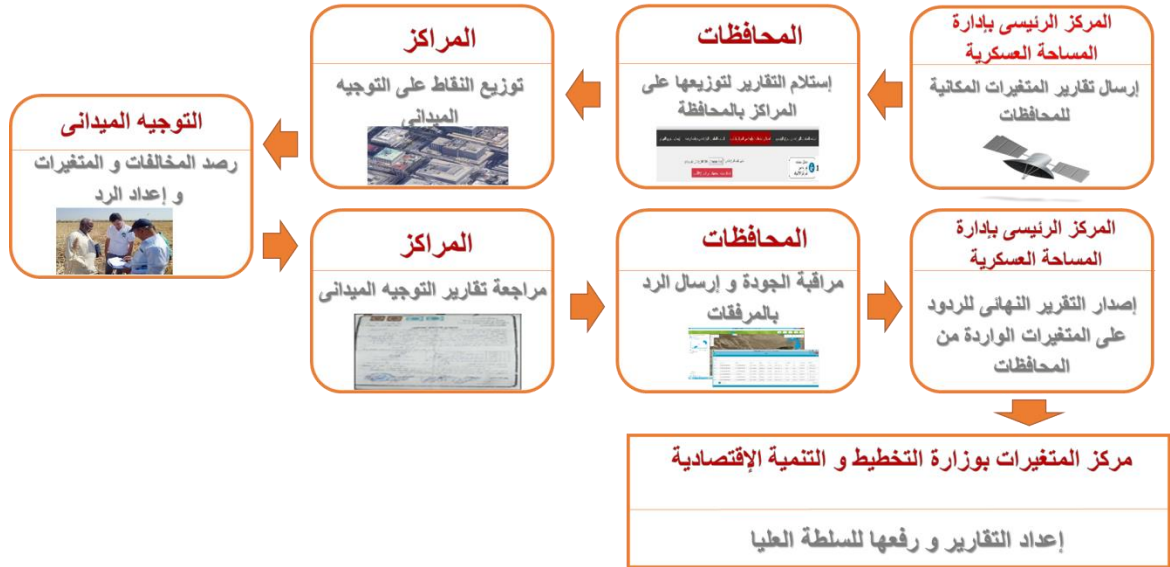 المركز الرئيسى بإدارة
المساحة العسكرية
إرسال تقارير المتغيرات المكانية
للمحافظات
المحافظات
إستلام التقارير لتوزيعها على
المراكز بالمحافظة
المراكز
توزيع النقاط على التوجيه
الميدانى
التوجيه الميدانى
رصد المخالفات و المتغيرات
و إعداد الرد
المراكز
مراجعة تقارير التوجيه الميدانى
المحافظات
مراقبة الجودة و إرسال الرد
بالمرفقات
المركز الرئيسى بإدارة
المساحة العسكرية
إصدار التقرير النهائى للردود
على المتغيرات الواردة من
المحافظات
مركز المتغيرات بوزارة التخطيط و التنمية الإقتصادية
إعداد التقارير و رفعها للسلطة العليا